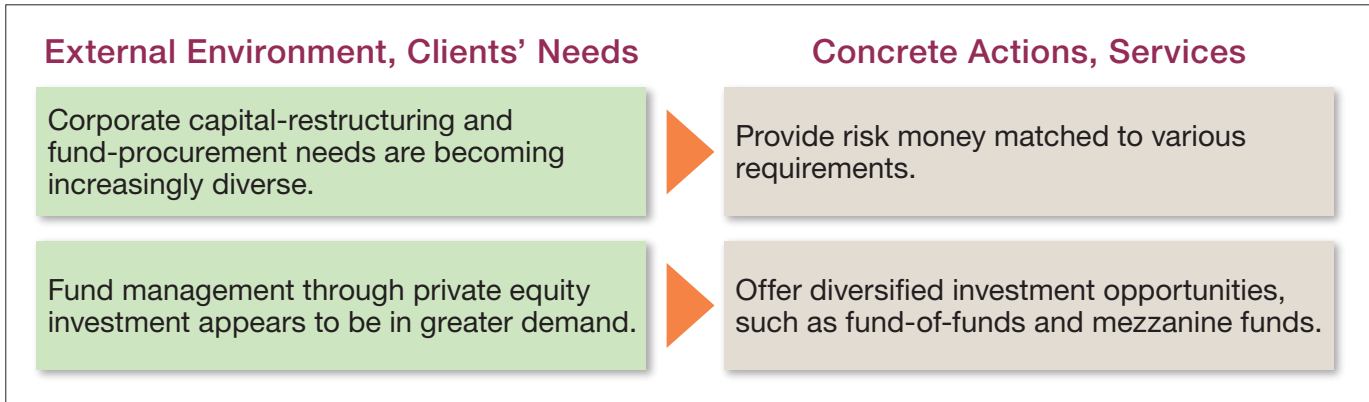 External Environment, Clients' Needs
Concrete Actions, Services
Corporate capital-restructuring and
fund-procurement needs are becoming
increasingly diverse.
Provide risk money matched to various
requirements.
Fund management through private equity
investment appears to be in greater demand.
Offer diversified investment opportunities,
such as fund-of-funds and mezzanine funds.